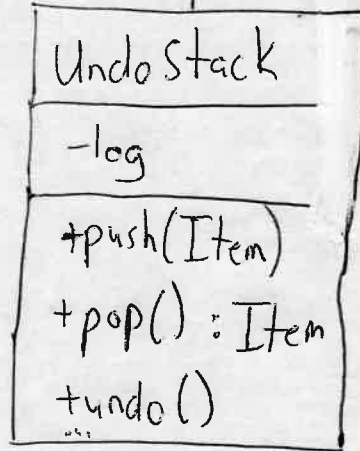 UndoStack
-log
+push(Item)
+pop() : Item
+undo()
...